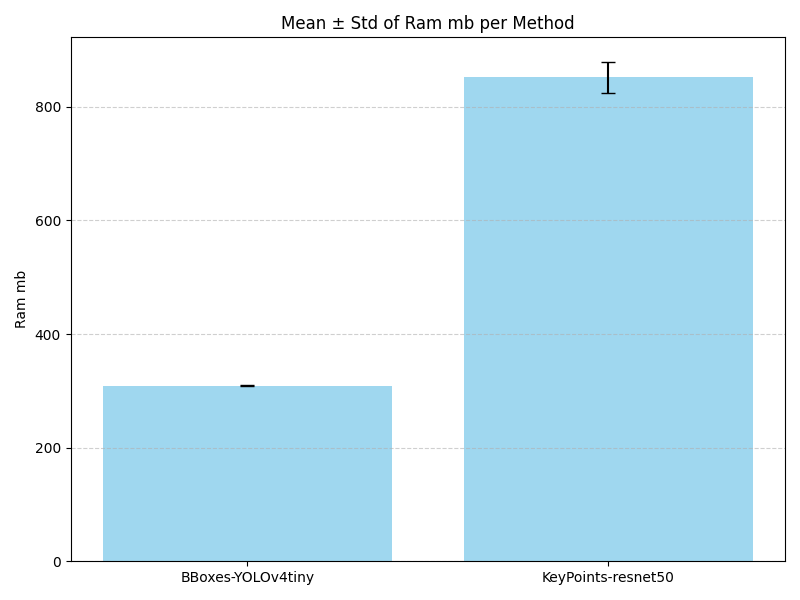 Mean ± Std of Ram mb per Method
Ram mb
800
600
400
200
0
BBoxes-YOLOv4tiny
KeyPoints-resnet50